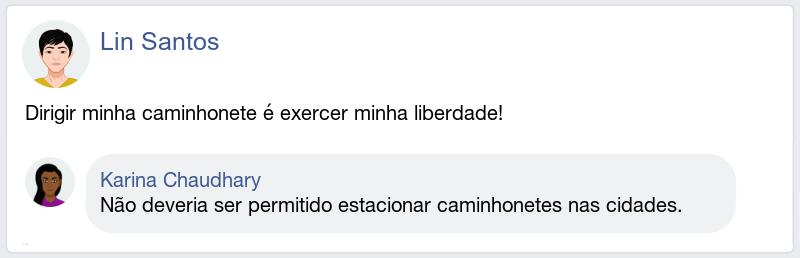 Lin Santos
Dirigir minha caminhonete é exercer minha liberdade!
Karina Chaudhary
Não deveria ser permitido estacionar caminhonetes nas cidades.